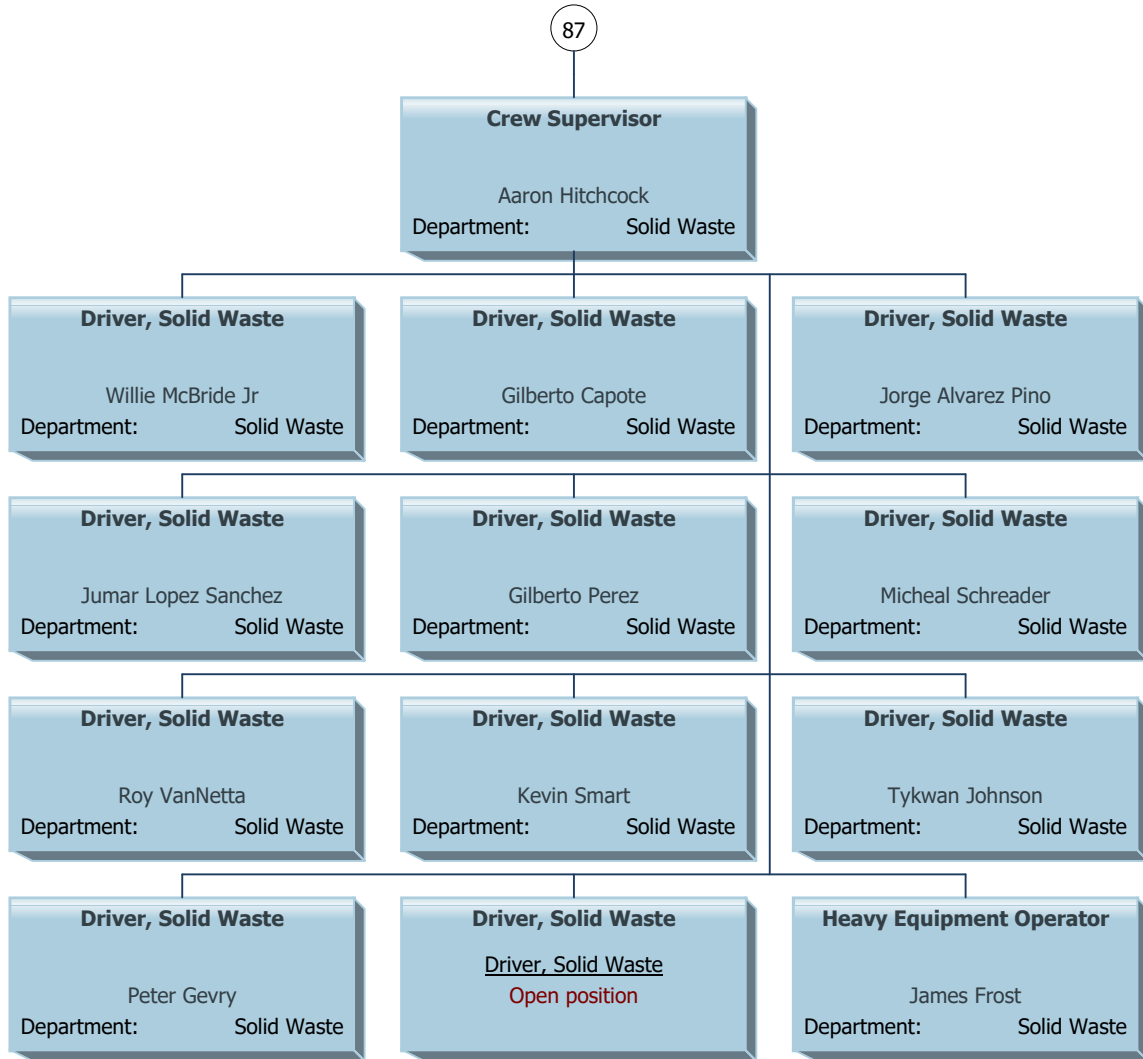 87
Crew Supervisor
Aaron Hitchcock
Department: Solid Waste
Driver, Solid Waste
Willie McBride Jr
Department: Solid Waste
Driver, Solid Waste
Gilberto Capote
Department: Solid Waste
Driver, Solid Waste
Jorge Alvarez Pino
Department: Solid Waste
Driver, Solid Waste
Jumar Lopez Sanchez
Department: Solid Waste
Driver, Solid Waste
Gilberto Perez
Department: Solid Waste
Driver, Solid Waste
Micheal Schreader
Department: Solid Waste
Driver, Solid Waste
Roy VanNetta
Department: Solid Waste
Driver, Solid Waste
Kevin Smart
Department: Solid Waste
Driver, Solid Waste
Tykwan Johnson
Department: Solid Waste
Driver, Solid Waste
Peter Gevry
Department: Solid Waste
Driver, Solid Waste
Driver, Solid Waste
Open position
Heavy Equipment Operator
James Frost
Department: Solid Waste